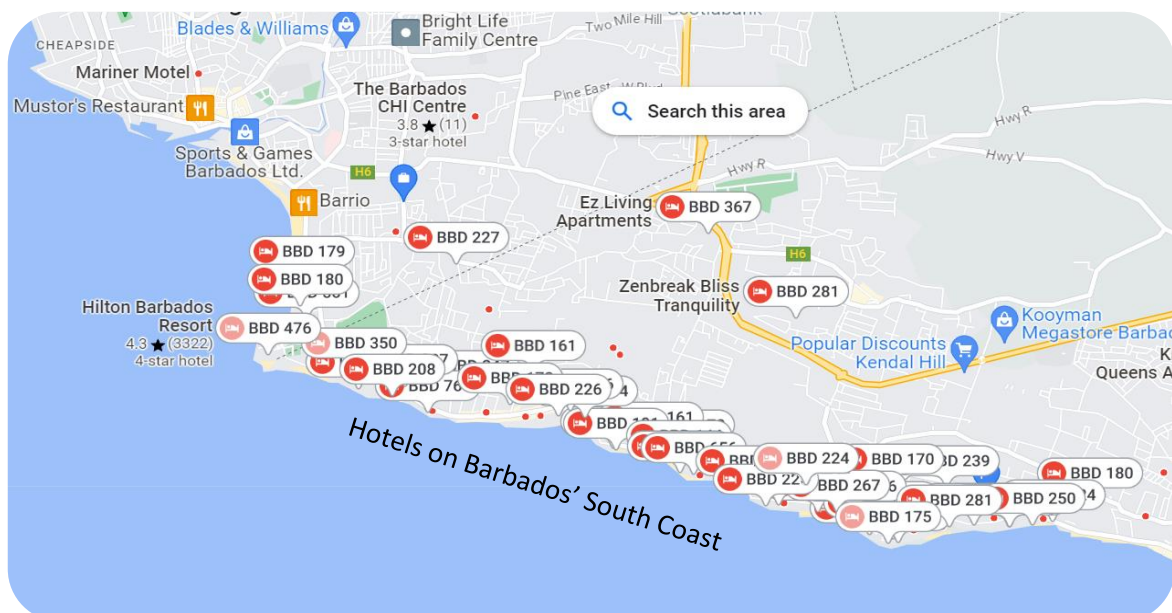 Scotiabank
Two Mile Hill
Bright Life
Family Centre
Blades & Williams
CHEAPSIDE
Mariner Motel
The Barbados
CHI Centre
3.8 ★ (11)
3-star hotel
Search this area
Mustor's Restaurant
Hwy R
Sports & Games
Barbados Ltd.
Hwy V
Hwy R
H6
Barrio
Ez Living
Apartments
BBD 367
BBD 227
BBD 179
H6
BBD 180
Zenbreak Bliss
Tranquility
BBD 281
Hilton Barbados
Resort
4.3 ★ (3322)
4-star hotel
BBD 476
BBD 350
BBD 161
Kooyman
Megastore Barbad
Popular Discounts
Kendal Hill
Queens A
BBD 208
BBD 76
BBD 226
161
BBD 224
BBD 170
BBD 239
BBD 180
BBD 22
BBD 267
BBD 281
BBD 250
BBD 175
Hotels on Barbados' South Coast